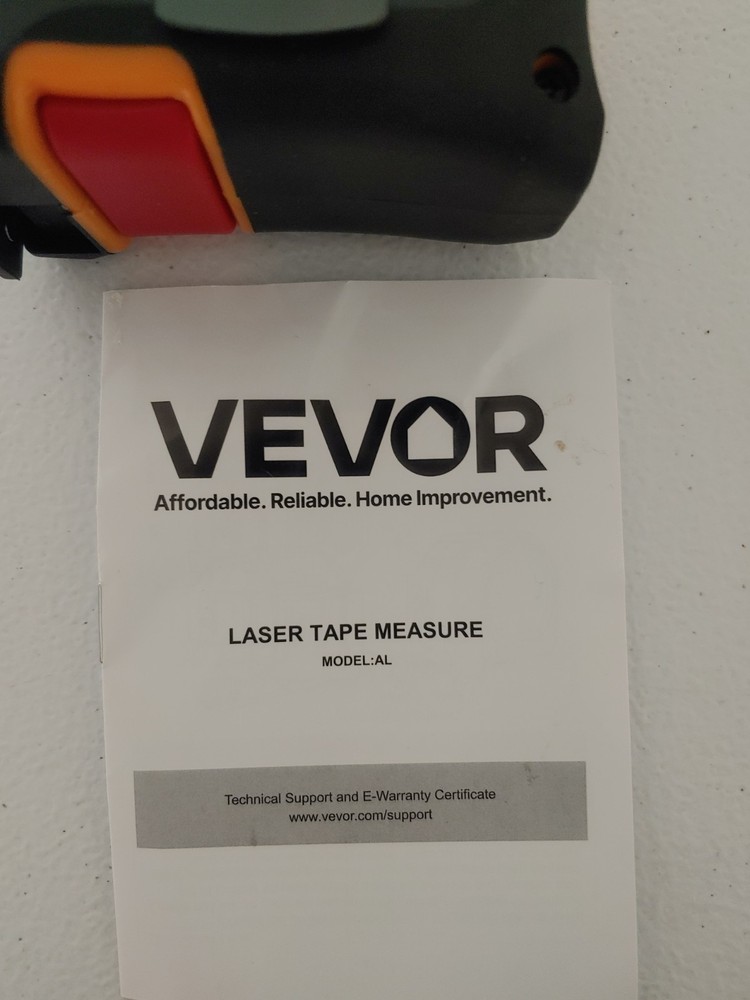 VEVOR
Affordable. Reliable. Home Improvement.
LASER TAPE MEASURE
MODEL:AL
Technical Support and E-Warranty Certificate
www.vevor.com/support